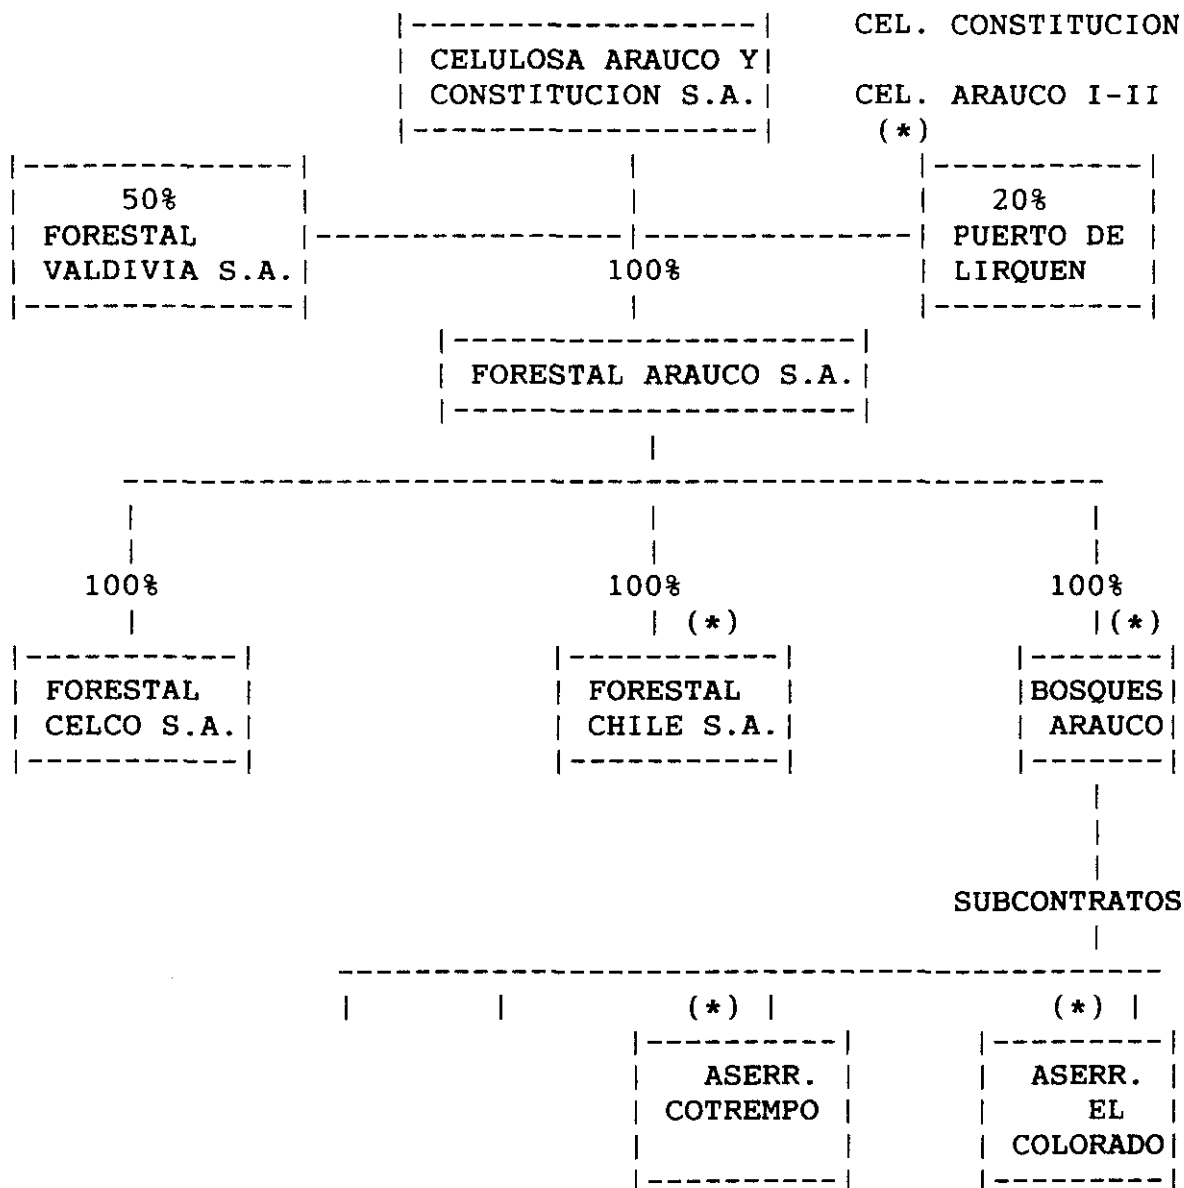 CEL. CONSTITUCION
CELULOSA ARAUCO Y
CONSTITUCION S.A.
CEL. ARAUCO I-II
(*)
50%
FORESTAL
VALDIVIA S.A.
20%
PUERTO DE
LIRQUEN
100%
FORESTAL ARAUCO S.A.
100%
100%
100%
(*)
(*)
FORESTAL
CELCO S.A.
FORESTAL
CHILE S.A.
BOSQUES
ARAUCO
SUBCONTRATOS
(*)
(*)
ASERR.
COTREMPO
ASERR.
EL
COLORADO